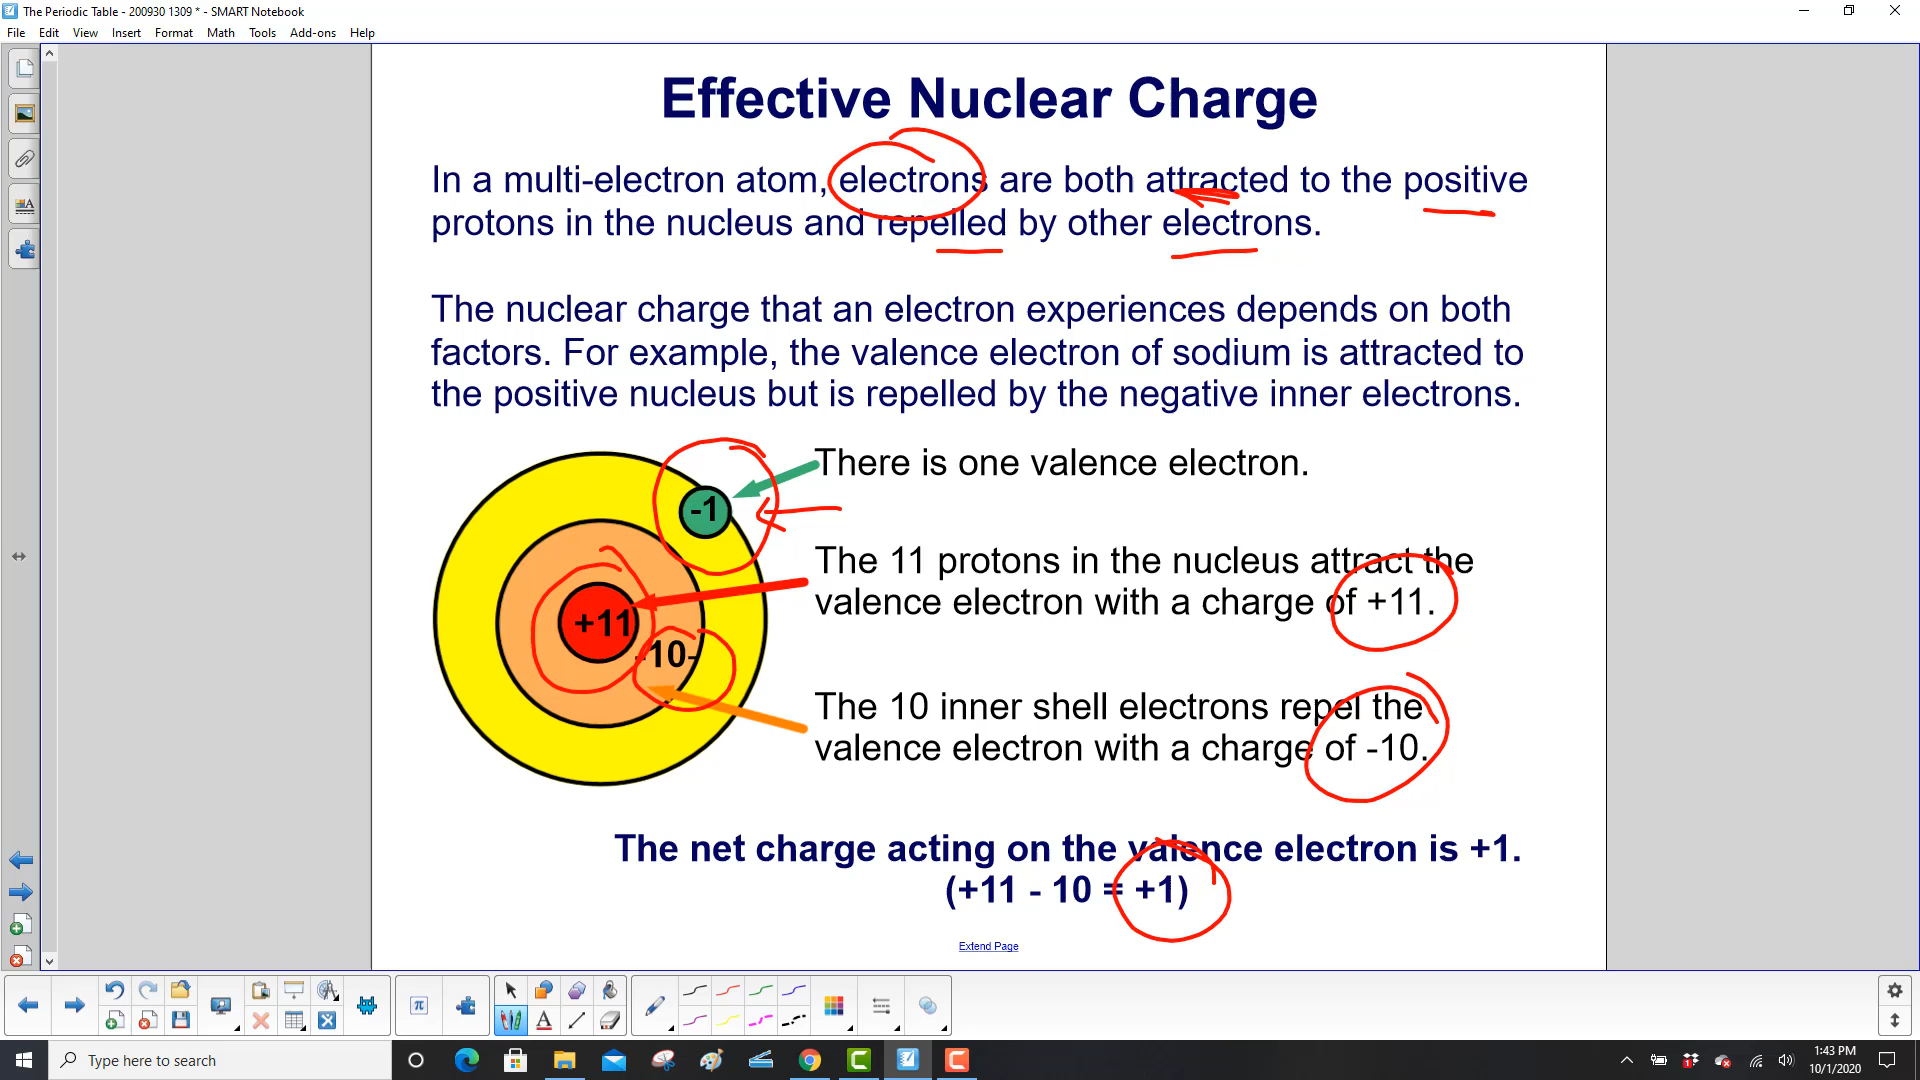 The Periodic Table - 200930 1309 * - SMART Notebook
File Edit View Insert Format Math Tools Add-ons Help
Effective Nuclear Charge
In a multi-electron atom, electrons are both attracted to the positive
protons in the nucleus and repelled by other electrons.
The nuclear charge that an electron experiences depends on both
factors. For example, the valence electron of sodium is attracted to
the positive nucleus but is repelled by the negative inner electrons.
There is one valence electron.
-1
The 11 protons in the nucleus attract the
valence electron with a charge of +11.
+11
-10-
The 10 inner shell electrons repel the
valence electron with a charge of -10.
The net charge acting on the valence electron is +1.
(+11 - 10 = +1)
Extend Page
π
A
Type here to search
1:43 PM
10/1/2020